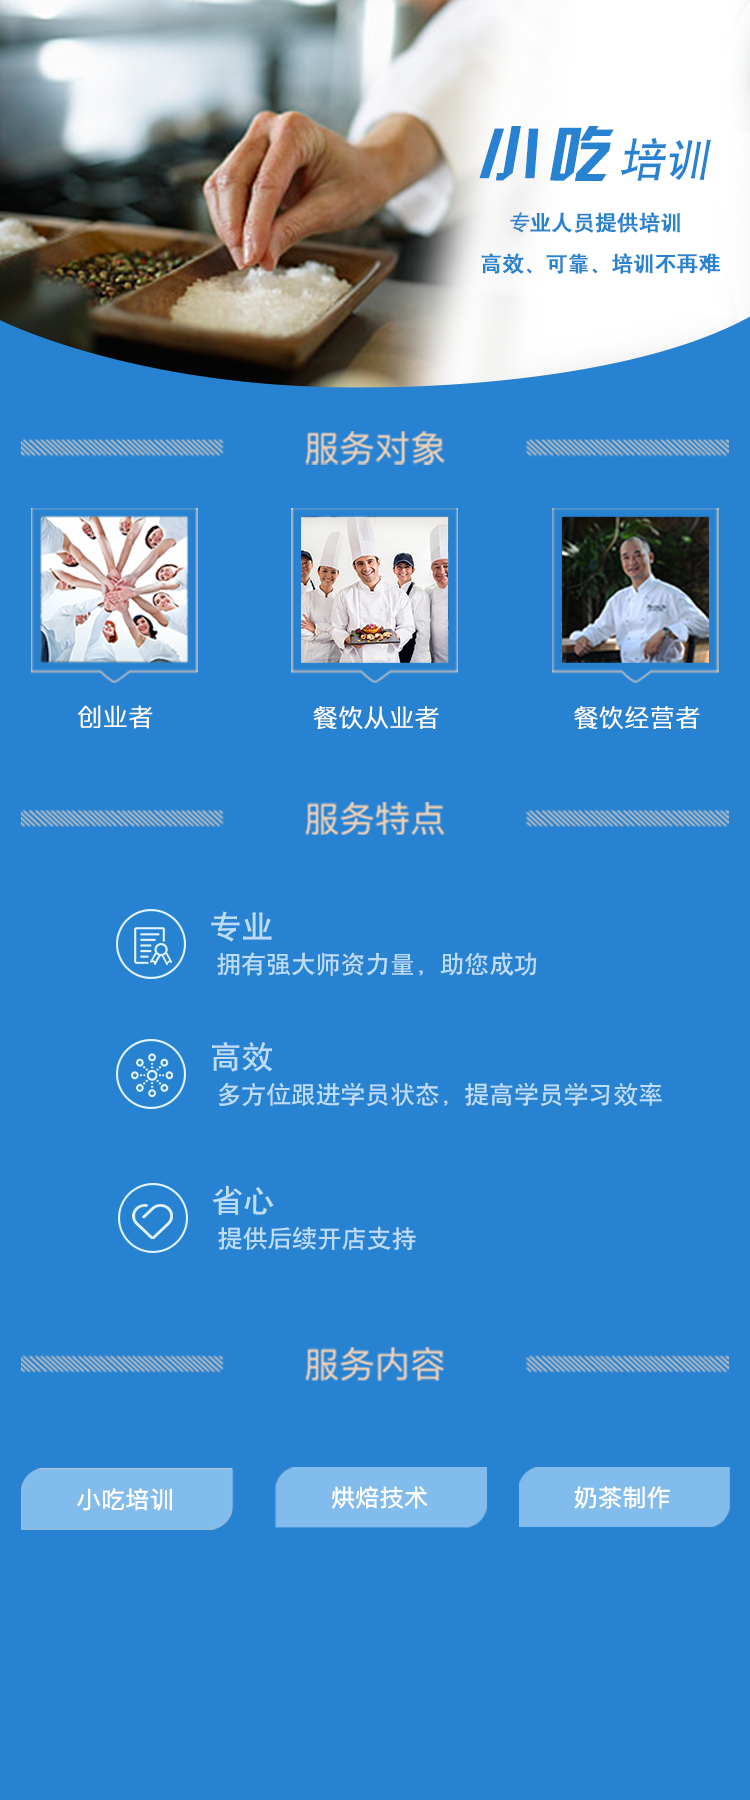 小吃培训
专业人员提供培训
高效、可靠、培训不再难
服务对象
创业者
餐饮从业者
餐饮经营者
服务特点
专业
拥有强大师资力量，助您成功
高效
多方位跟进学员状态，提高学员学习效率
省心
提供后续开店支持
服务内容
小吃培训
烘焙技术
奶茶制作